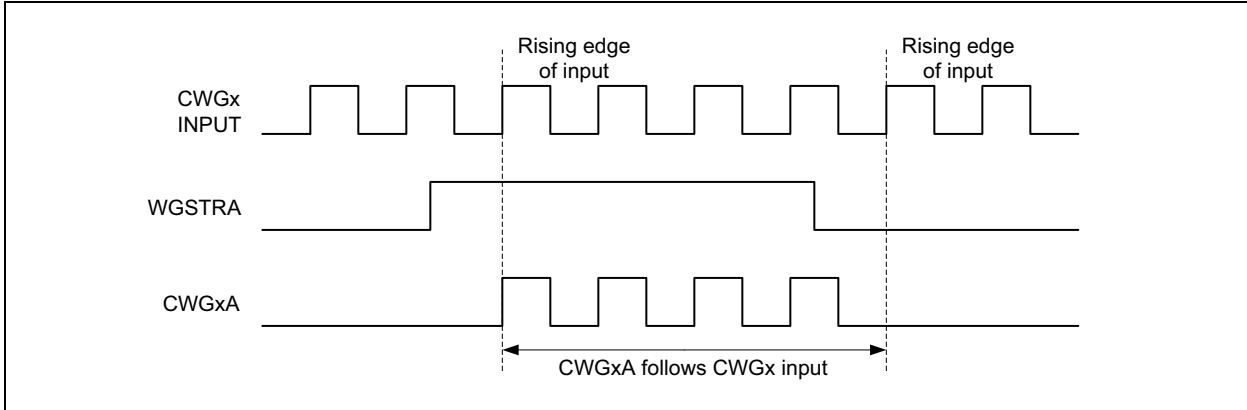 Rising edge
of input
Rising edge
of input
CWGx
INPUT
WGSTRA
CWGxA
CWGxA follows CWGx input